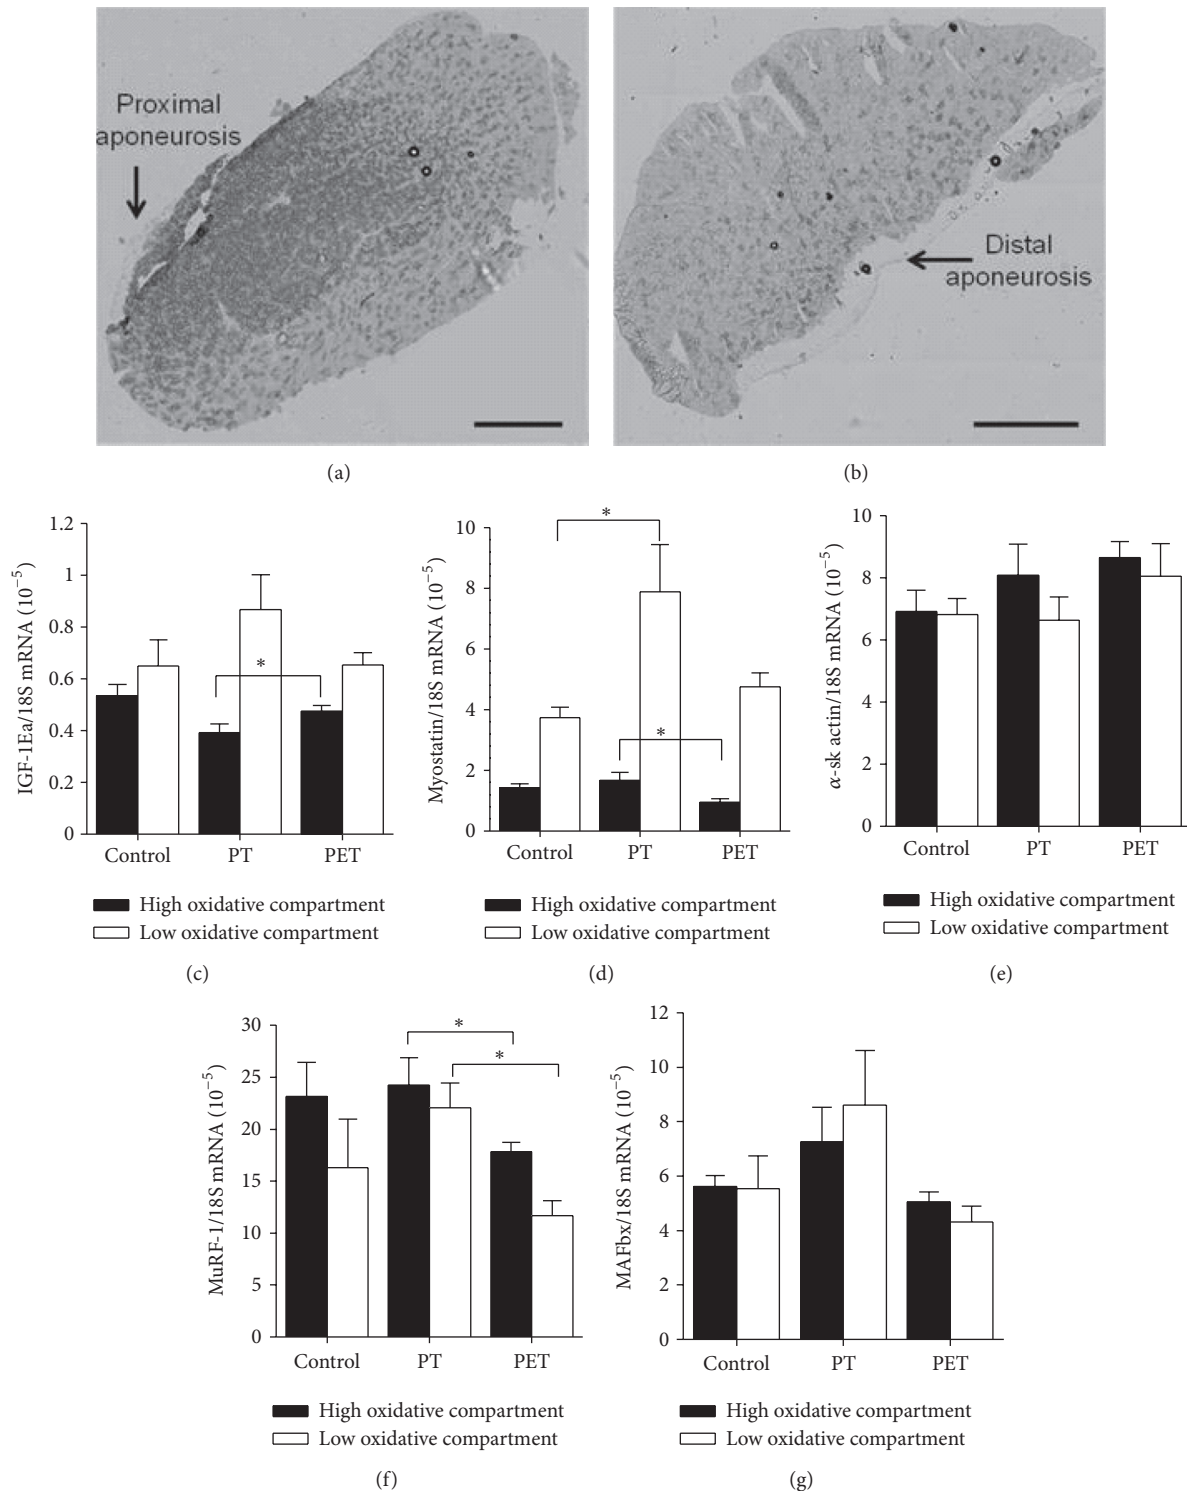 Proximal
aponeurosis
(a)
Distal
aponeurosis
(b)
IGF-1Ea/18S mRNA (10⁻⁵)
1.2
1
0.8
0.6
0.4
0.2
0
*
Control PT PET
High oxidative compartment
Low oxidative compartment
(c)
Myostatin/18S mRNA (10⁻⁵)
10
8
6
4
2
0
*
*
Control PT PET
High oxidative compartment
Low oxidative compartment
(d)
α-sk actin/18S mRNA (10⁻⁵)
10
8
6
4
2
0
Control PT PET
High oxidative compartment
Low oxidative compartment
(e)
MuRF-1/18S mRNA (10⁻⁵)
30
25
20
15
10
5
0
*
*
Control PT PET
High oxidative compartment
Low oxidative compartment
(f)
MAFbx/18S mRNA (10⁻⁵)
12
10
8
6
4
2
0
Control PT PET
High oxidative compartment
Low oxidative compartment
(g)